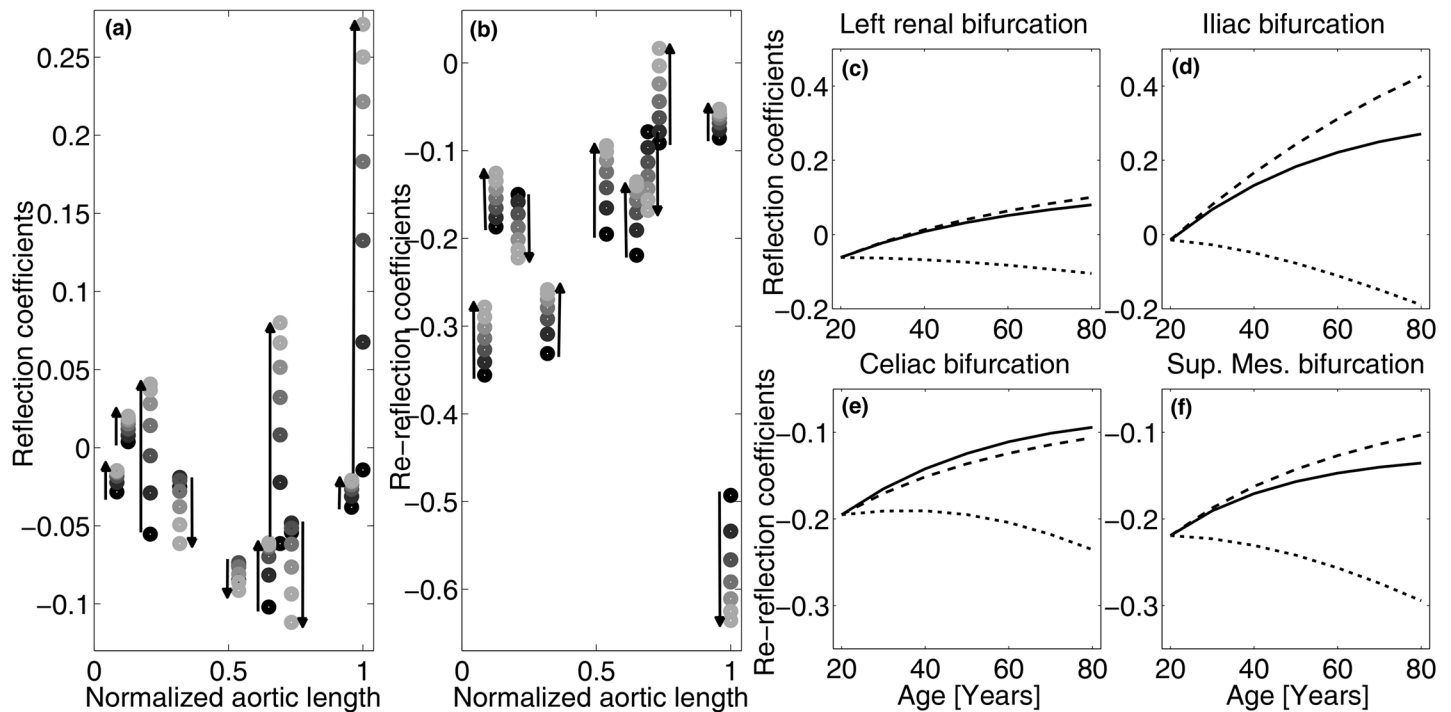 (a)
0.25
0.2
0.15
0.1
0.05
0
−0.05
−0.1
Reflection coefficients
0 0.5 1
Normalized aortic length
(b)
0
−0.1
−0.2
−0.3
−0.4
−0.5
−0.6
Re−reflection coefficients
0 0.5 1
Normalized aortic length
Left renal bifurcation
(c)
0.4
0.2
0
−0.2
Reflection coefficients
20 40 60 80
Iliac bifurcation
(d)
0.4
0.2
0
−0.2
20 40 60 80
Celiac bifurcation
(e)
−0.1
−0.2
−0.3
Re−reflection coefficients
20 40 60 80
Age [Years]
Sup. Mes. bifurcation
(f)
−0.1
−0.2
−0.3
20 40 60 80
Age [Years]